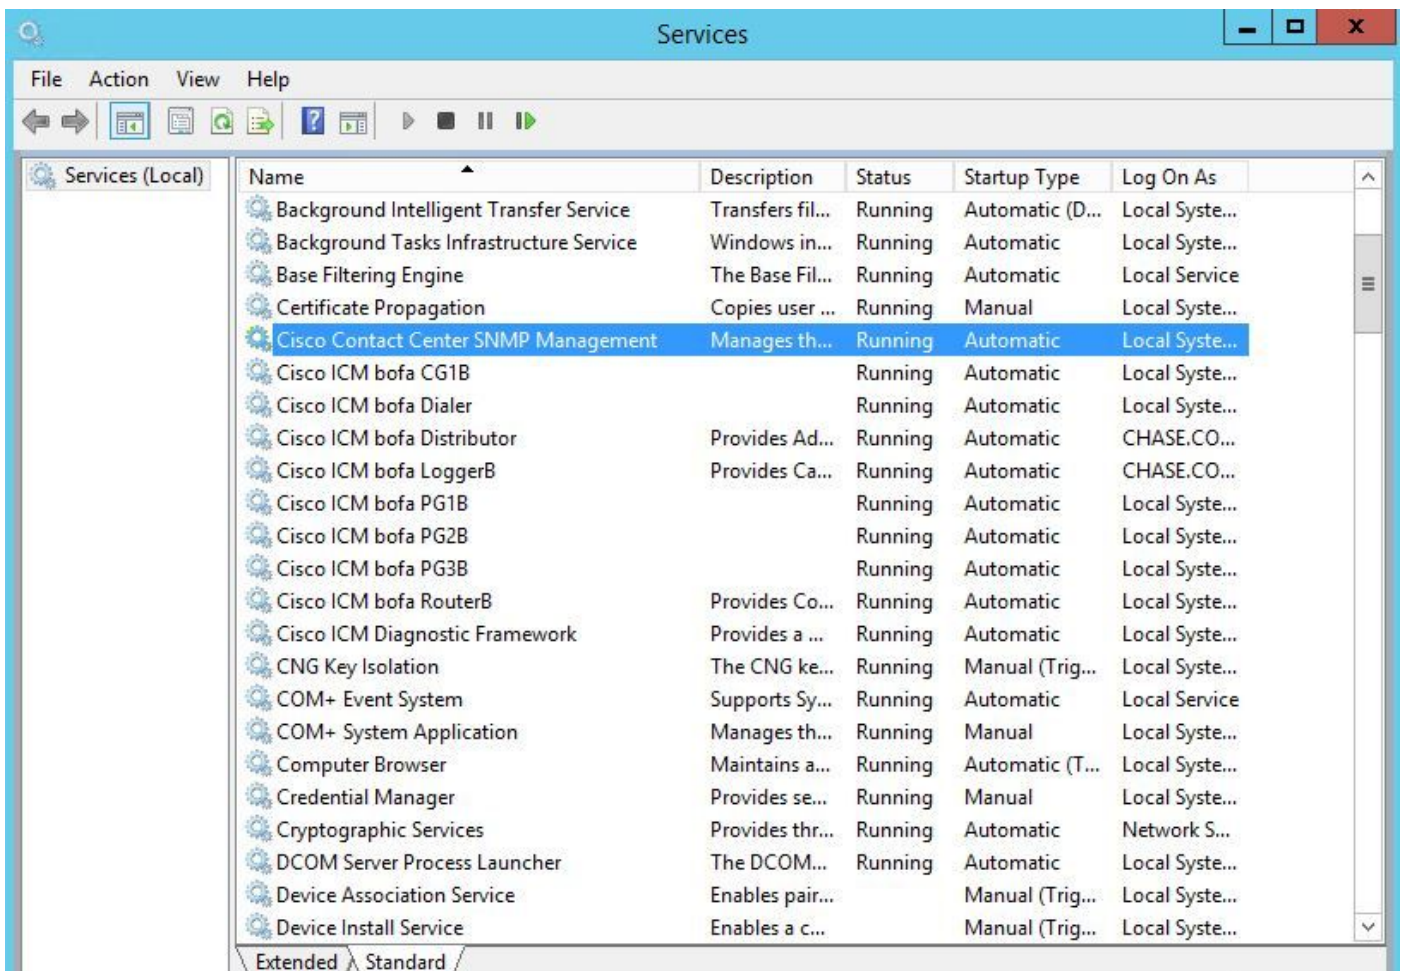 Services
X
File Action View Help
Services (Local)
Name Description Status Startup Type Log On As
Background Intelligent Transfer Service Transfers fil... Running Automatic (D... Local Syste...
Background Tasks Infrastructure Service Windows in... Running Automatic Local Syste...
Base Filtering Engine The Base Fil... Running Automatic Local Service
Certificate Propagation Copies user ... Running Manual Local Syste...
Cisco Contact Center SNMP Management Manages th... Running Automatic Local Syste...
Cisco ICM bofa CG1B Running Automatic Local Syste...
Cisco ICM bofa Dialer Running Automatic Local Syste...
Cisco ICM bofa Distributor Provides Ad... Running Automatic CHASE.CO...
Cisco ICM bofa LoggerB Provides Ca... Running Automatic CHASE.CO...
Cisco ICM bofa PG1B Running Automatic Local Syste...
Cisco ICM bofa PG2B Running Automatic Local Syste...
Cisco ICM bofa PG3B Running Automatic Local Syste...
Cisco ICM bofa RouterB Provides Co... Running Automatic Local Syste...
Cisco ICM Diagnostic Framework Provides a ... Running Automatic Local Syste...
CNG Key Isolation The CNG ke... Running Manual (Trig... Local Syste...
COM+ Event System Supports Sy... Running Automatic Local Service
COM+ System Application Manages th... Running Manual Local Syste...
Computer Browser Maintains a... Running Automatic (T... Local Syste...
Credential Manager Provides se... Running Manual Local Syste...
Cryptographic Services Provides thr... Running Automatic Network S...
DCOM Server Process Launcher The DCOM... Running Automatic Local Syste...
Device Association Service Enables pair... Manual (Trig... Local Syste...
Device Install Service Enables a c... Manual (Trig... Local Syste...
Extended Standard